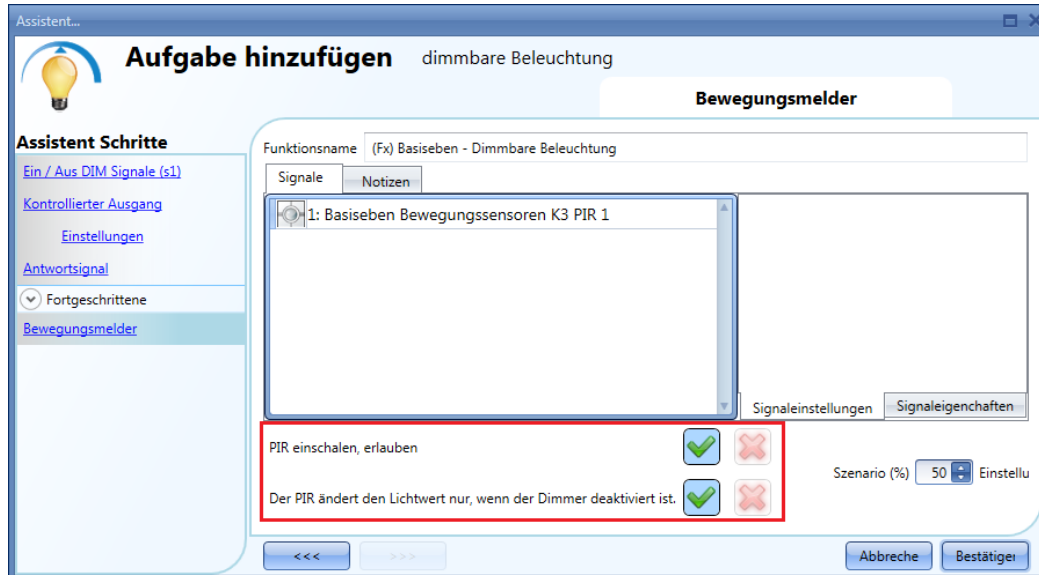 Assistent...
Aufgabe hinzufügen dimmbare Beleuchtung
Bewegungsmelder
Assistent Schritte
Ein / Aus DIM Signale (s1)
Kontrollierter Ausgang
Einstellungen
Antwortsignal
Fortgeschrittene
Bewegungsmelder
Funktionsname (Fx) Basiseben - Dimmbare Beleuchtung
Signale Notizen
1: Basiseben Bewegungssensoren K3 PIR 1
Signaleinstellungen Signaleigenchaften
PIR einschalen, erlauben
Szenario (%) 50 Einstellu
Der PIR ändert den Lichtwert nur, wenn der Dimmer deaktiviert ist.
<<< >>> Abbreche Bestätiger